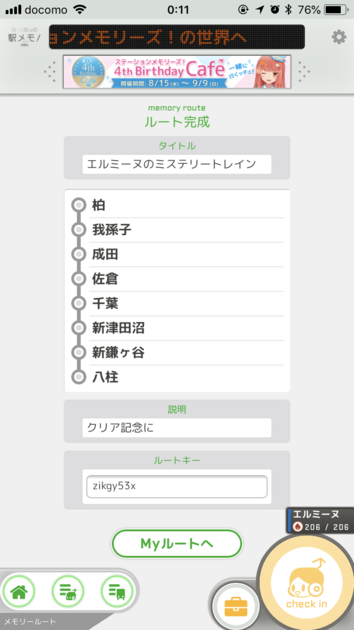 docomo 0:11 76%
駅メモ!
ョンメモリーズ!の世界へ
ステーションメモリーズ!
4th Birthday Cafe
開催期間:8/15(水)~9/9(日)
一緒に行こっ?
memory route
ルート完成
タイトル
エルミーヌのミステリートレイン
柏
我孫子
成田
佐倉
千葉
新津田沼
新鎌ヶ谷
八柱
説明
クリア記念に
ルートキー
zikgy53x
Myルートへ
エルミーヌ
206 / 206
check in
メモリールート